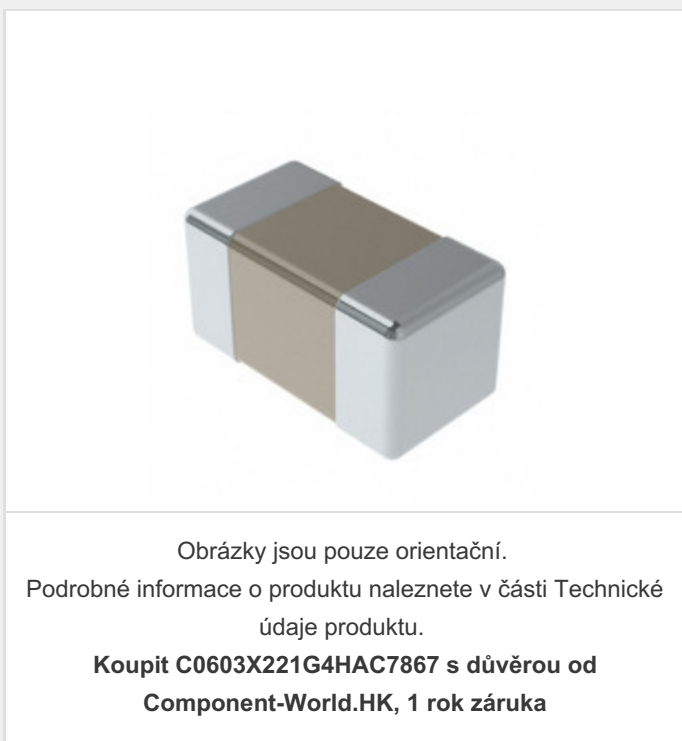 Obrázky jsou pouze orientační.
Podrobné informace o produktu naleznete v části Technické
údaje produktu.
Koupit C0603X221G4HAC7867 s důvěrou od
Component-World.HK, 1 rok záruka